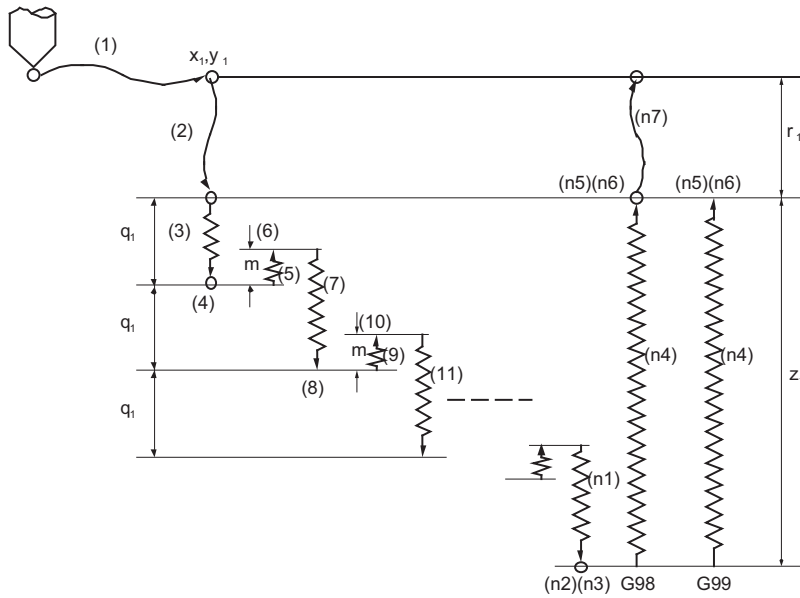 (1)
x₁,y₁
(2)
(n7)
r₁
(n5)(n6) (n5)(n6)
q₁
(3)
(6)
m
(5)
(7)
(4)
q₁
(10)
m
(9)
(n4)
(n4)
z
(8)
(11)
q₁
(n1)
(n2)(n3) G98 G99